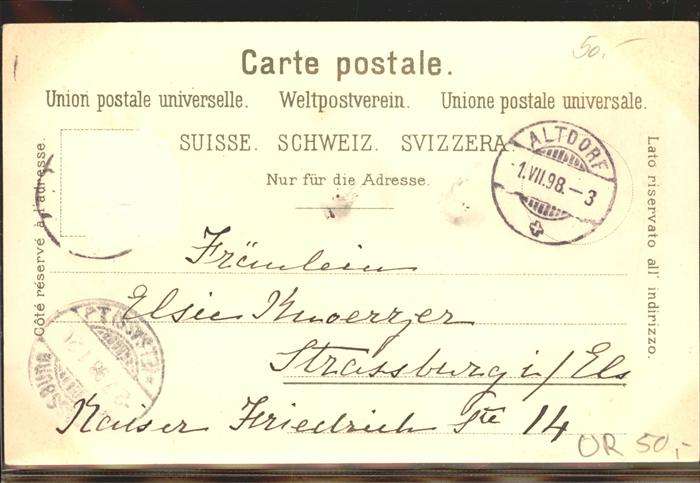 50.-
Carte postale.
Union postale universelle. Weltpostverein. Unione postale universale.
SUISSE. SCHWEIZ. SVIZZERA.
Nur für die Adresse.
Côté réservé à l'adresse.
Lato riservato all' indirizzo.
ALTDORF
1.VII.98.-3
Fräulein
Elsie Knoerzer
Strassburg i/Els
Kaiser Friedrich Ste 14
UR 50,-